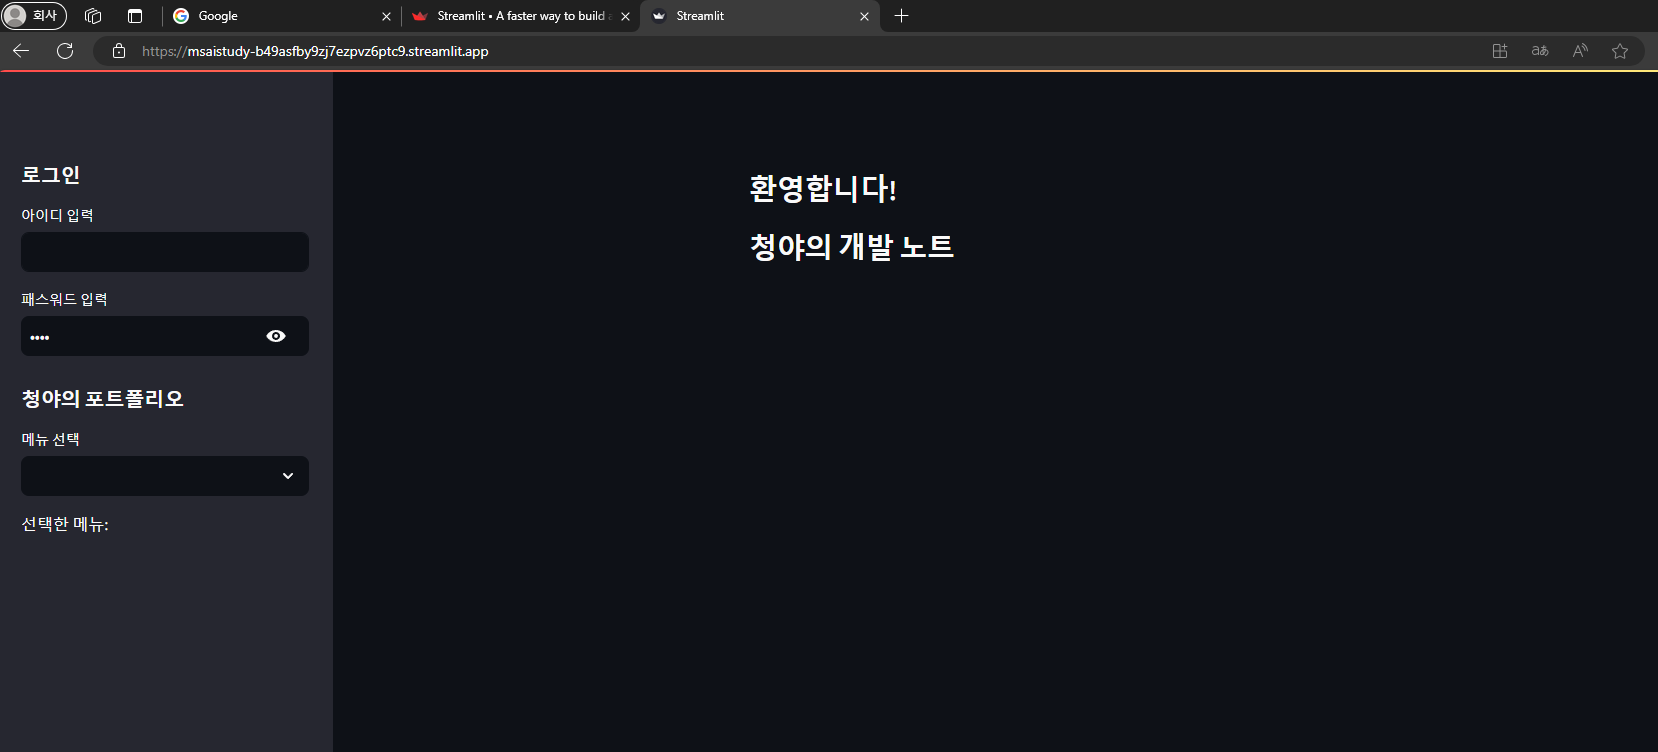 회사
Google
Streamlit • A faster way to build
Streamlit
https://msaistudy-b49asfby9zj7ezpvz6ptc9.streamlit.app
로그인
아이디 입력
패스워드 입력
••••
청야의 포트폴리오
메뉴 선택
선택한 메뉴:
환영합니다!
청야의 개발 노트